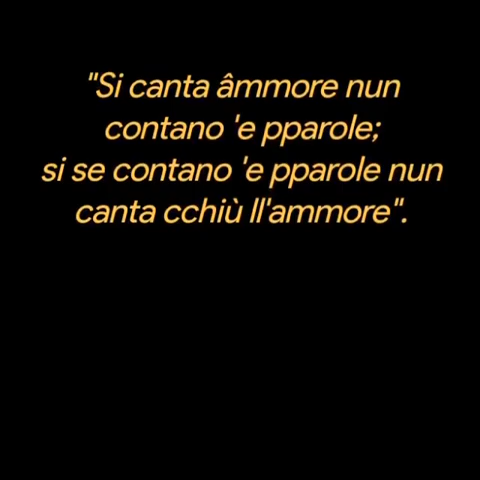 "Si canta âmmore nun
contano 'e pparole;
si se contano 'e pparole nun
canta cchiù ll'ammore".